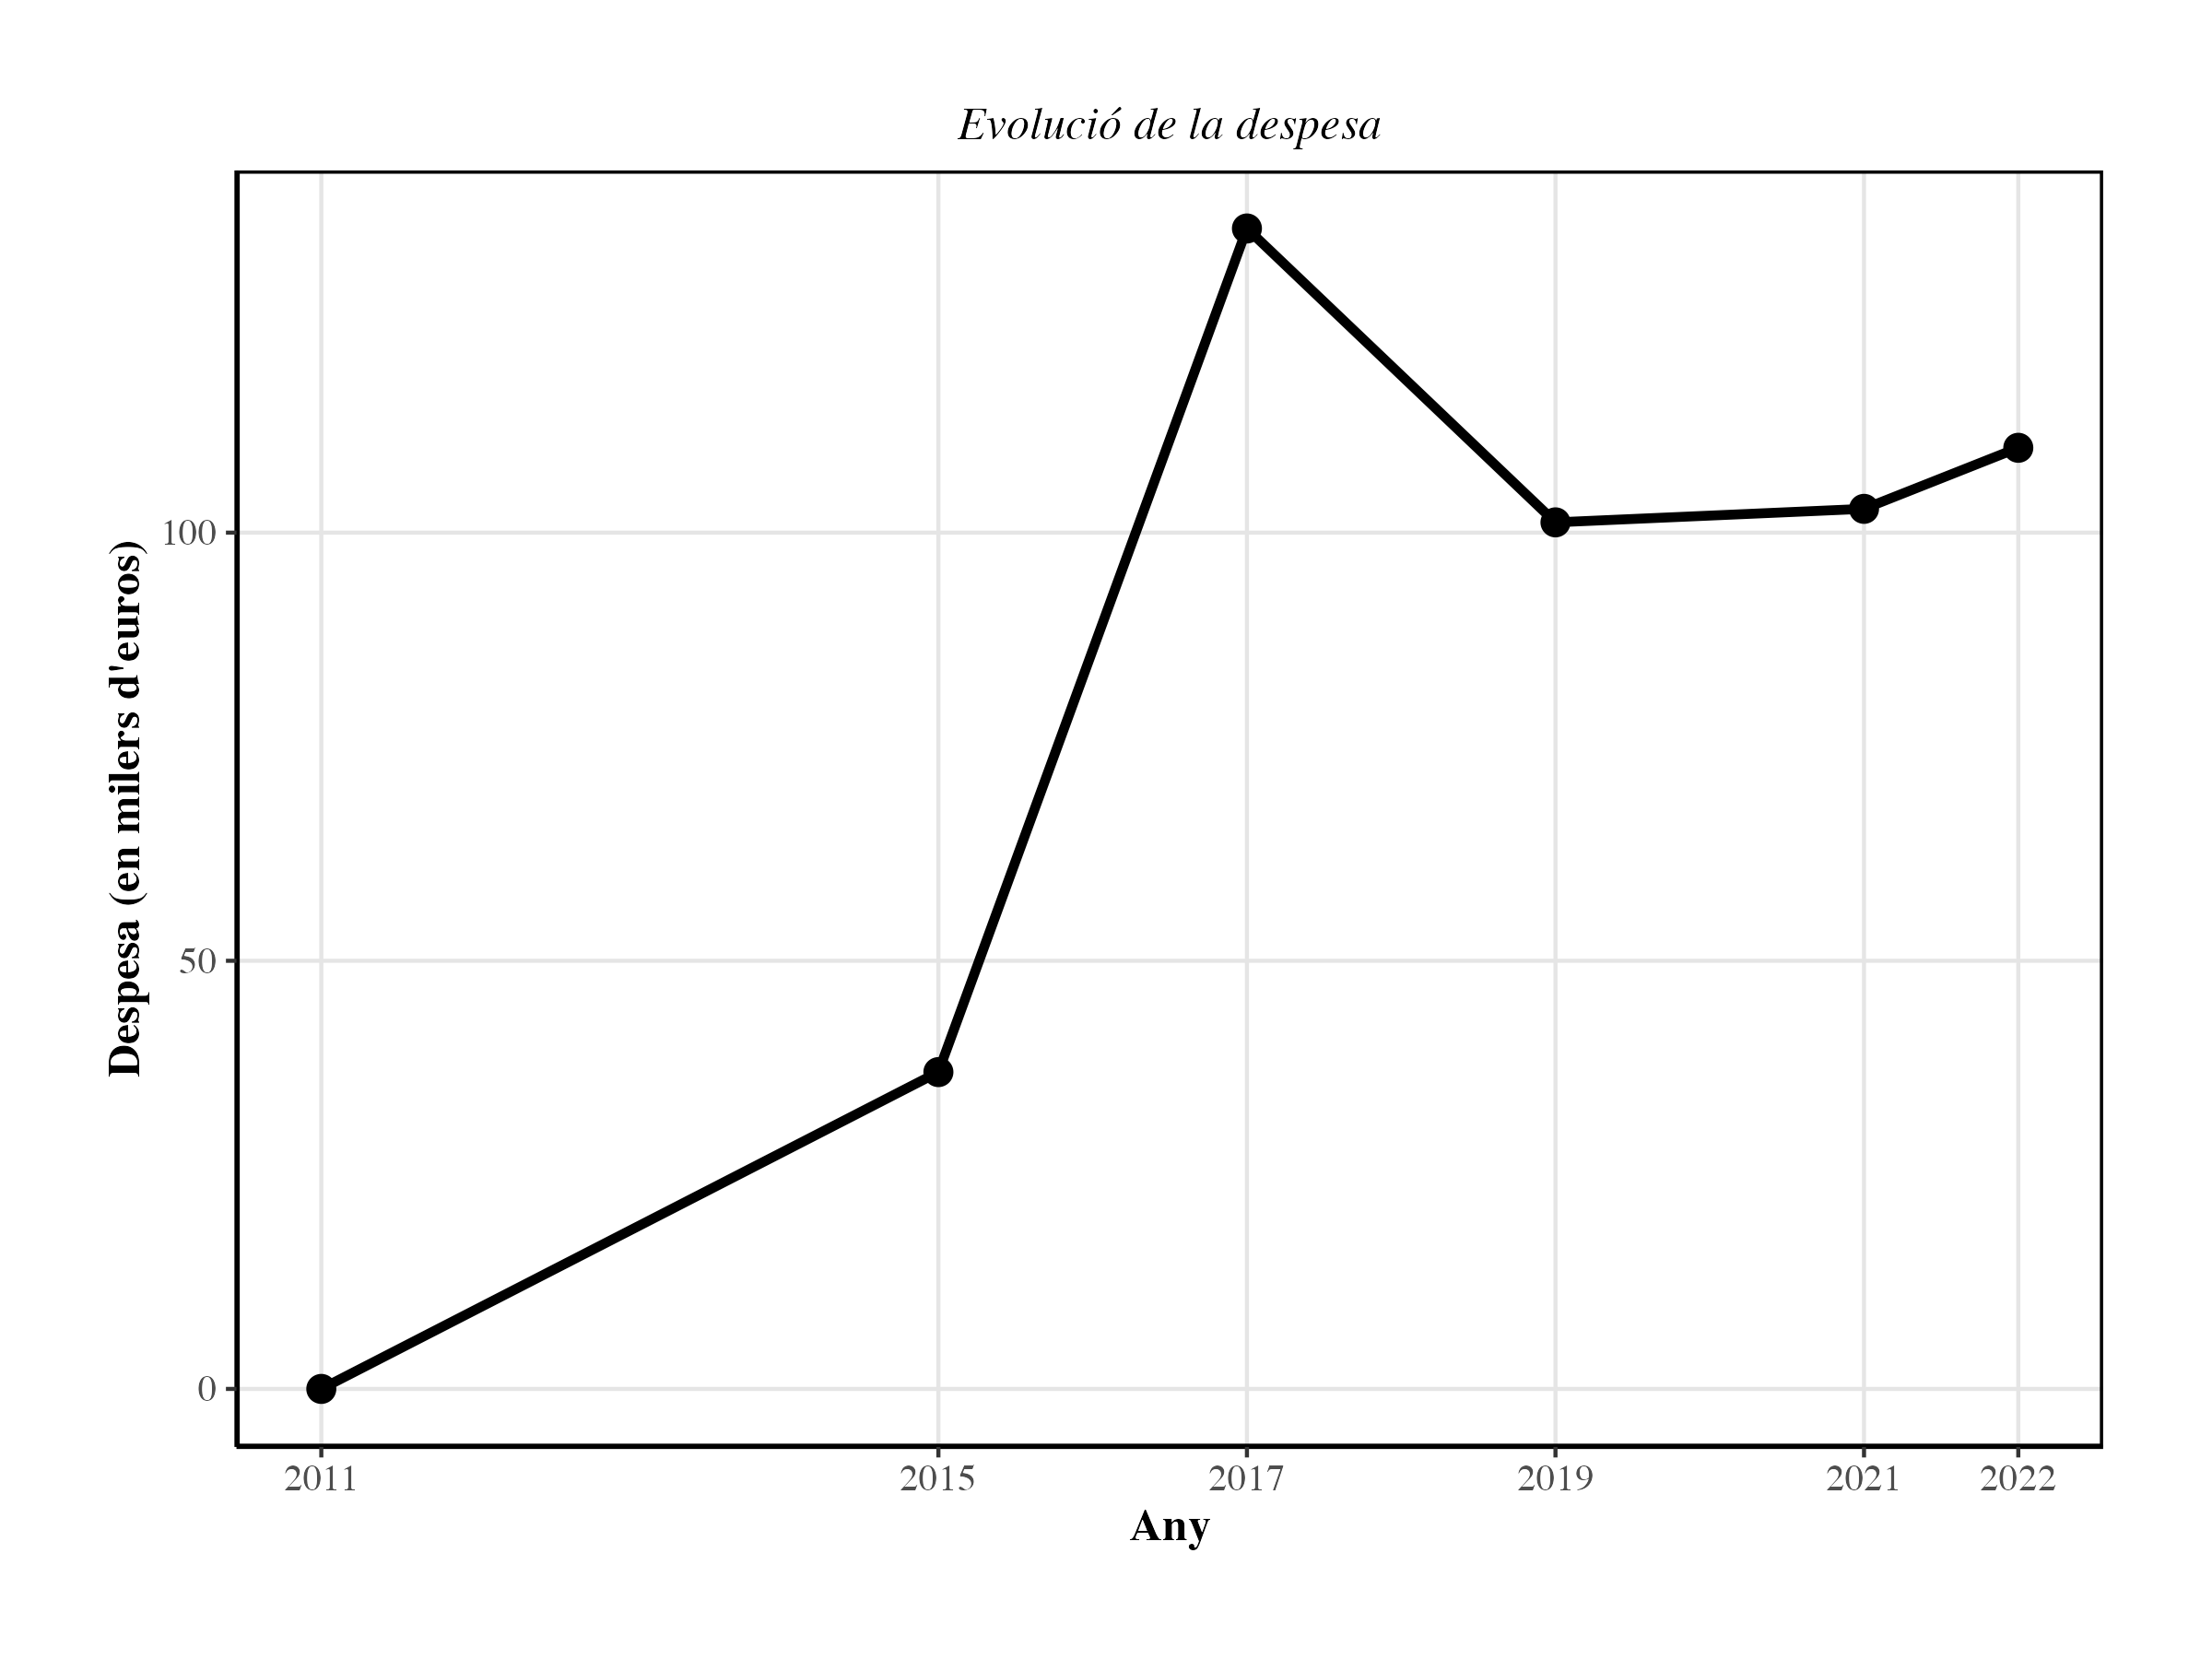 Evolució de la despesa
Despesa (en milers d'euros)
100
50
0
2011 2015 2017 2019 2021 2022
Any